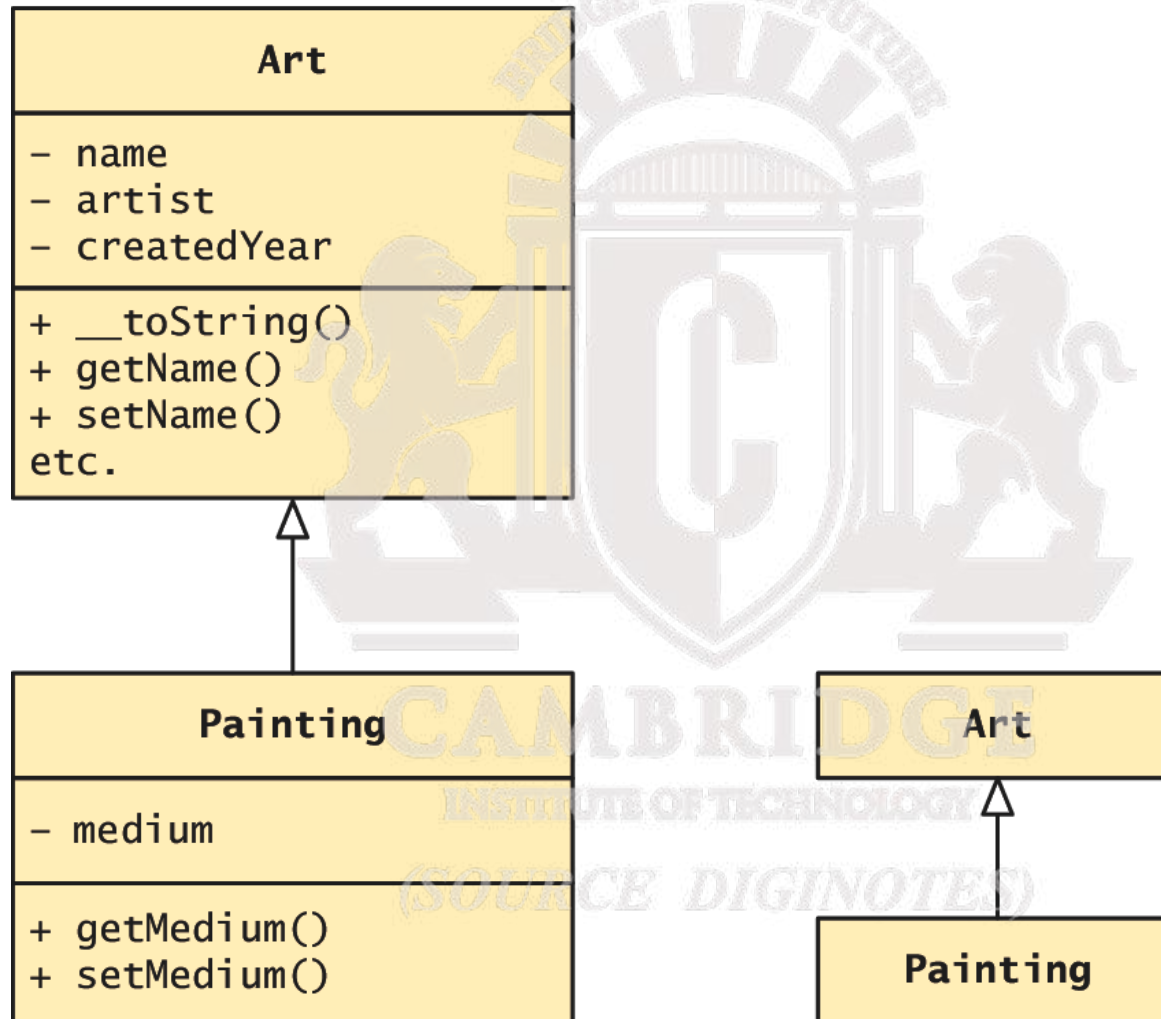 Art
- name
- artist
- createdYear
+ __toString()
+ getName()
+ setName()
etc.
Painting
- medium
+ getMedium()
+ setMedium()
Art
Painting
CAMBRIDGE
INSTITUTE OF TECHNOLOGY
(SOURCE DIGINOTES)